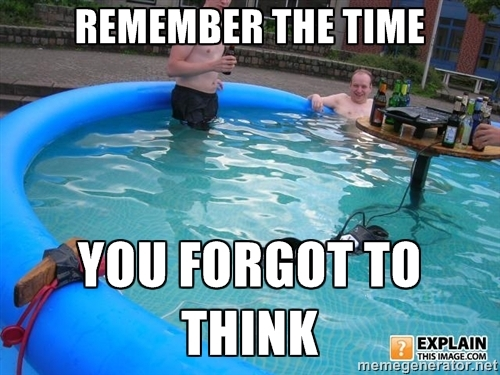 REMEMBER THE TIME
YOU FORGOT TO
THINK
? EXPLAIN
THIS IMAGE.COM
memegenerator.net